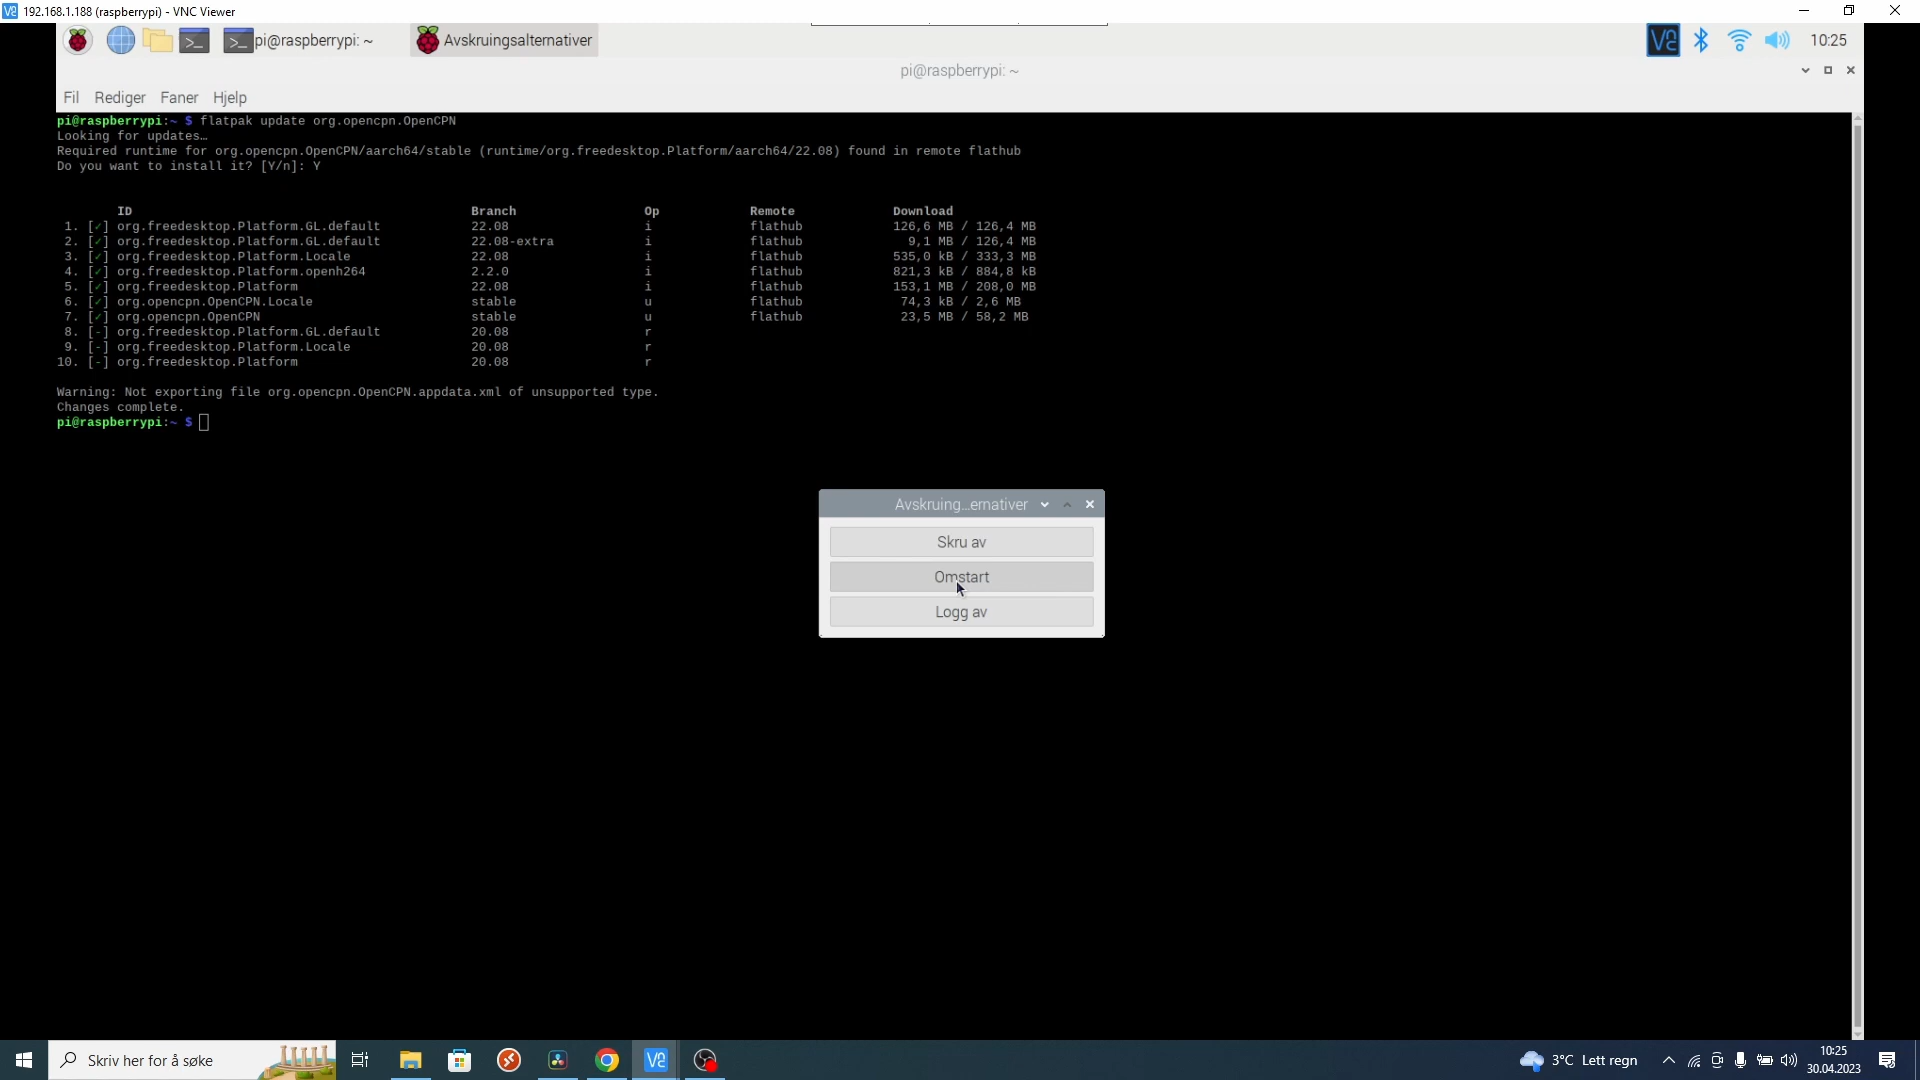 192.168.1.188 (raspberrypi) - VNC Viewer
pi@raspberrypi: ~
Avskruingsalternativer
10:25
pi@raspberrypi: ~
Fil Rediger Faner Hjelp
pi@raspberrypi:~ $ flatpak update org.opencpn.OpenCPN
Looking for updates…
Required runtime for org.opencpn.OpenCPN/aarch64/stable (runtime/org.freedesktop.Platform/aarch64/22.08) found in remote flathub
Do you want to install it? [Y/n]: Y
ID Branch Op Remote Download
1. [✓] org.freedesktop.Platform.GL.default 22.08 i flathub 126,6 MB / 126,4 MB
2. [✓] org.freedesktop.Platform.GL.default 22.08-extra i flathub 9,1 MB / 126,4 MB
3. [✓] org.freedesktop.Platform.Locale 22.08 i flathub 535,0 kB / 333,3 MB
4. [✓] org.freedesktop.Platform.openh264 2.2.0 i flathub 821,3 kB / 884,8 kB
5. [✓] org.freedesktop.Platform 22.08 i flathub 153,1 MB / 208,0 MB
6. [✓] org.opencpn.OpenCPN.Locale stable u flathub 74,3 kB / 2,6 MB
7. [✓] org.opencpn.OpenCPN stable u flathub 23,5 MB / 58,2 MB
8. [-] org.freedesktop.Platform.GL.default 20.08 r
9. [-] org.freedesktop.Platform.Locale 20.08 r
10. [-] org.freedesktop.Platform 20.08 r
Warning: Not exporting file org.opencpn.OpenCPN.appdata.xml of unsupported type.
Changes complete.
pi@raspberrypi:~ $
Avskruing...ernativer
Skru av
Omstart
Logg av
Skriv her for å søke
3°C Lett regn
10:25
30.04.2023